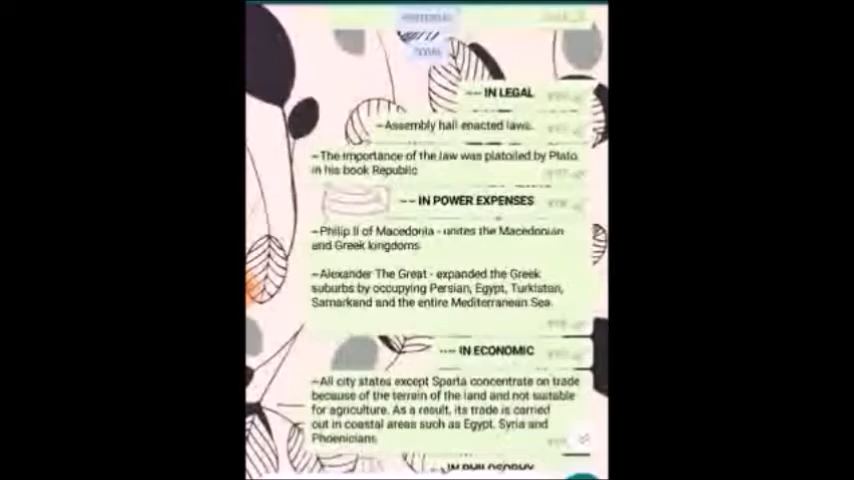 --- IN LEGAL
~Assembly hall enacted laws.
~The importance of the law was platoiled by Plato
in his book Republic
-- IN POWER EXPENSES
~Philip II of Macedonia - unites the Macedonian
and Greek kingdoms
~Alexander The Great - expanded the Greek
suburbs by occupying Persian, Egypt, Turkistan,
Samarkand and the entire Mediterranean Sea.
---- IN ECONOMIC
~All city states except Sparta concentrate on trade
because of the terrain of the land and not suitable
for agriculture. As a result, its trade is carried
out in coastal areas such as Egypt, Syria and
Phoenicians.
IN PHILOSOPHY